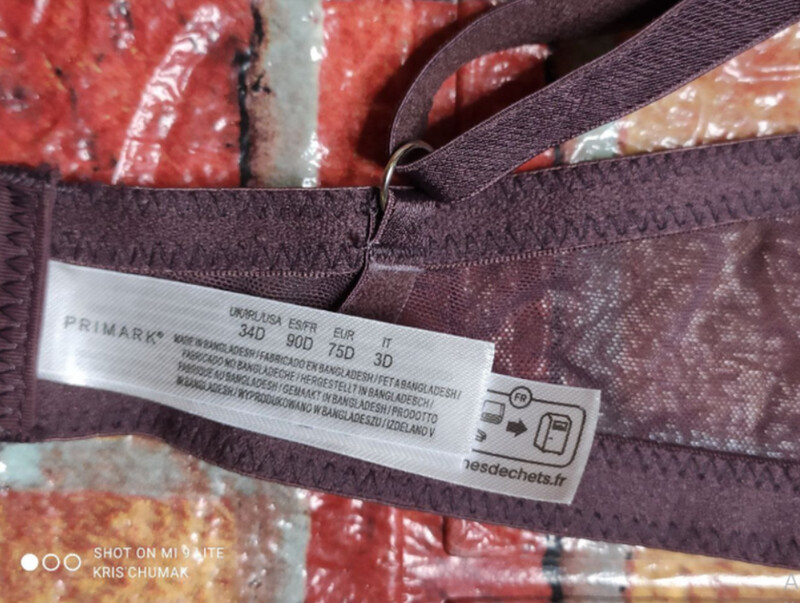 PRIMARK®
UK/IRL/USA ES/FR EUR IT
34D 90D 75D 3D
MADE IN BANGLADESH / FABRICADO EN BANGLADESH / FET A BANGLADESH /
FABRICADO NO BANGLADECHE / HERGESTELLT IN BANGLADESCH /
FABRIQUÉ AU BANGLADESH / GEMAAKT IN BANGLADESH / PRODOTTO
IN BANGLADESH / WYPRODUKOWANO W BANGLADESZU / IZDELANO V
FR
nesdechets.fr
SHOT ON MI 9 LITE
KRIS CHUMAK
A